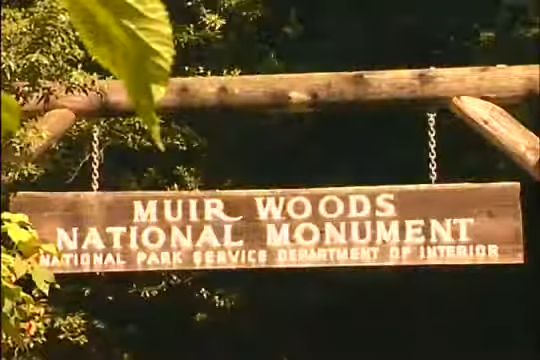 MUIR WOODS
NATIONAL MONUMENT
NATIONAL PARK SERVICE DEPARTMENT OF INTERIOR